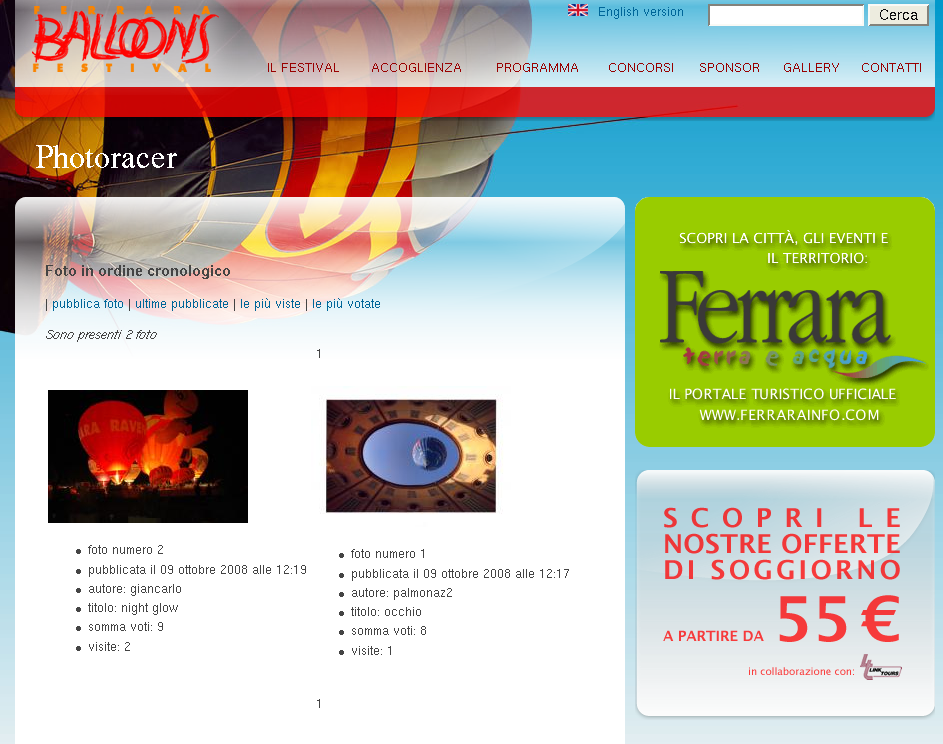 FERRARA
BALLOONS
FESTIVAL
English version
Cerca
IL FESTIVAL ACCOGLIENZA PROGRAMMA CONCORSI SPONSOR GALLERY CONTATTI
Photoracer
Foto in ordine cronologico
| pubblica foto | ultime pubblicate | le più viste | le più votate
Sono presenti 2 foto
1
foto numero 2
pubblicata il 09 ottobre 2008 alle 12:19
autore: giancarlo
titolo: night glow
somma voti: 9
visite: 2
foto numero 1
pubblicata il 09 ottobre 2008 alle 12:17
autore: palmonaz2
titolo: occhio
somma voti: 8
visite: 1
1
SCOPRI LA CITTÀ, GLI EVENTI E
IL TERRITORIO:
Ferrara
terra e acqua
IL PORTALE TURISTICO UFFICIALE
WWW.FERRARAINFO.COM
SCOPRI LE
NOSTRE OFFERTE
DI SOGGIORNO
A PARTIRE DA 55 €
in collaborazione con: LINK TOURS